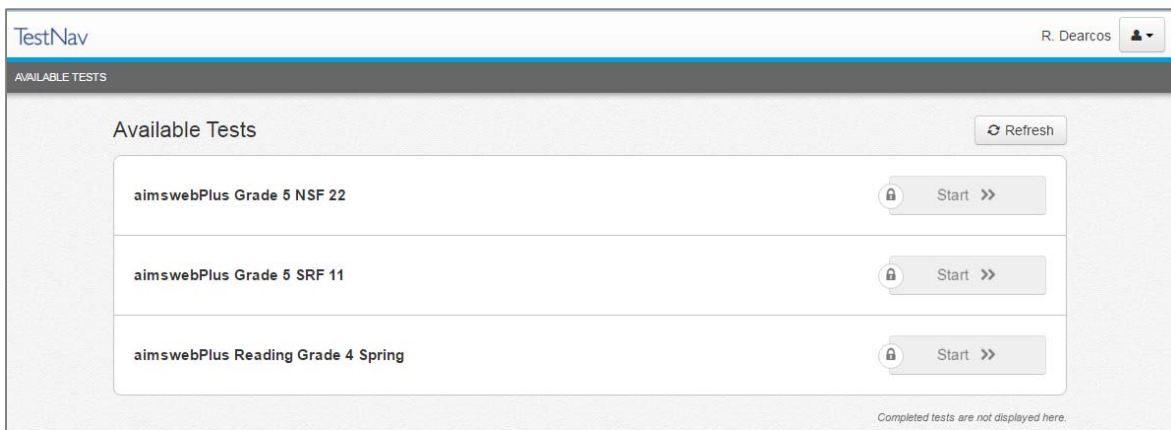 TestNav
R. Dearcos
AVAILABLE TESTS
Available Tests
Refresh
aimswebPlus Grade 5 NSF 22
Start >>
aimswebPlus Grade 5 SRF 11
Start >>
aimswebPlus Reading Grade 4 Spring
Start >>
Completed tests are not displayed here.